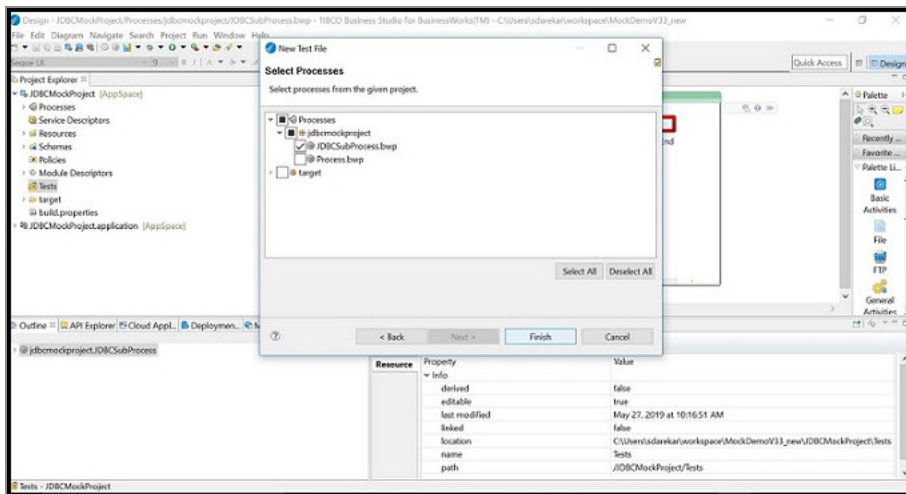 Design - JDBCMockProject/Processes/jdbcmockproject/JDBCSubProcess.bwp - TIBCO Business Studio for BusinessWorks(TM) - C:\Users\sdarekar\workspace\MockDemoV33_new
File Edit Diagram Navigate Search Project Run Window Help
Quick Access
Design
Project Explorer
JDBCMockProject [AppSpace]
Processes
Service Descriptors
Resources
Schemas
Policies
Module Descriptors
Tests
target
build.properties
JDBCMockProject.application [AppSpace]
New Test File
Select Processes
Select processes from the given project.
Processes
jdbcmockproject
JDBCSubProcess.bwp
Process.bwp
target
Select All
Deselect All
< Back
Next >
Finish
Cancel
Palette
Recently ...
Favorite ...
Palette Li...
Basic
Activities
File
FTP
General
Activities
Outline
API Explorer
Cloud Appl...
Deploymen...
jdbcmockproject.JDBCSubProcess
Resource
Property Value
Info
derived false
editable true
last modified May 27, 2019 at 10:16:51 AM
linked false
location C:\Users\sdarekar\workspace\MockDemoV33_new\JDBCMockProject\Tests
name Tests
path /JDBCMockProject/Tests
Tests - JDBCMockProject